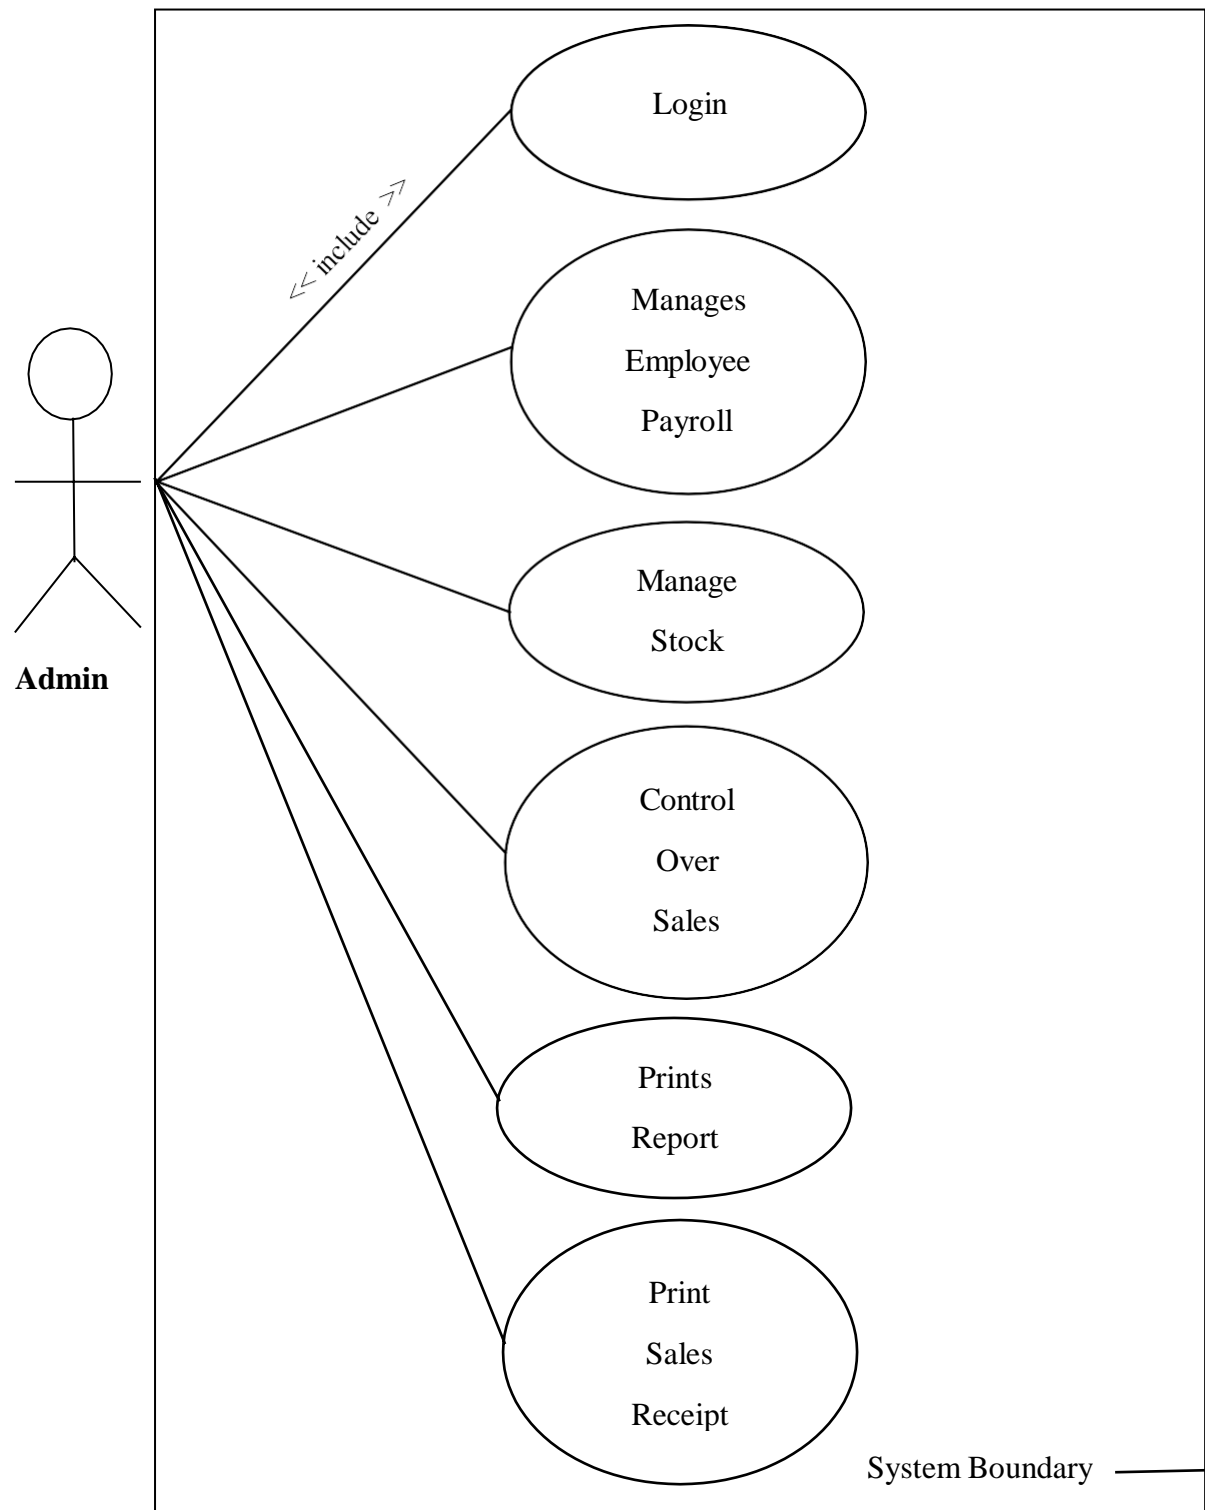 Login
<< include >>
Manages
Employee
Payroll
Manage
Stock
Admin
Control
Over
Sales
Prints
Report
Print
Sales
Receipt
System Boundary